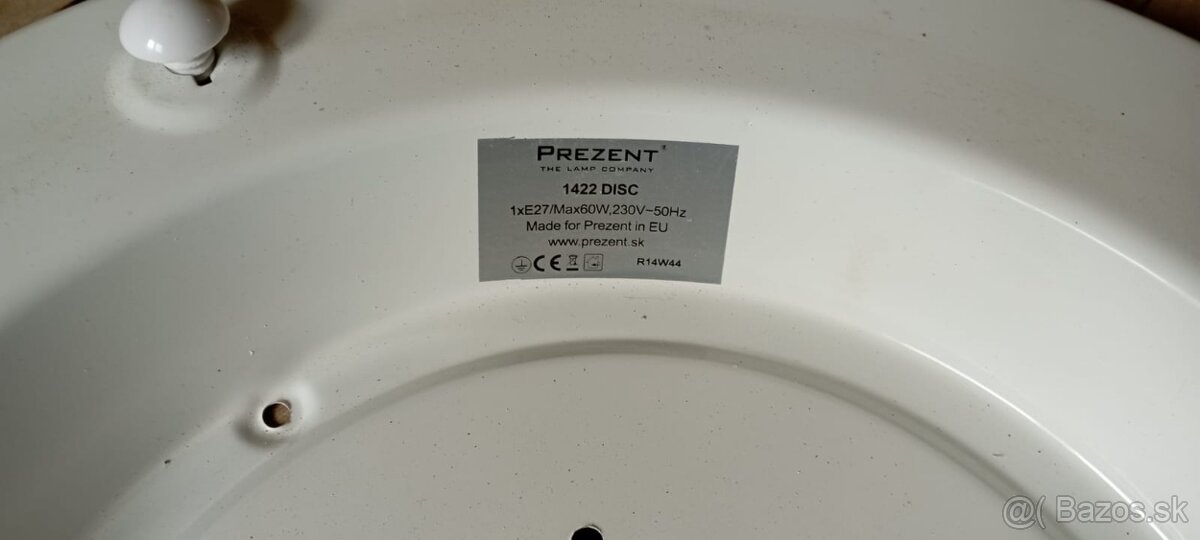 PREZENT®
THE LAMP COMPANY
1422 DISC
1xE27/Max60W,230V~50Hz
Made for Prezent in EU
www.prezent.sk
CE R14W44
@( Bazos.sk